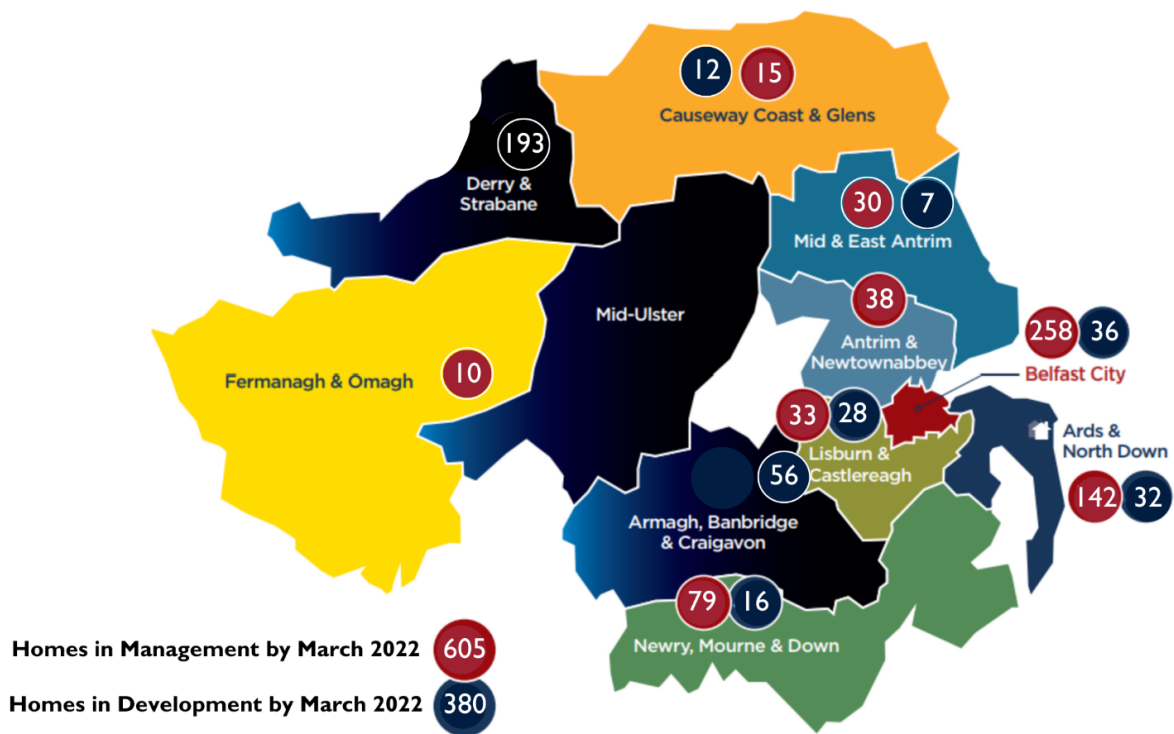 12 15
Causeway Coast & Glens
193
Derry &
Strabane
30 7
Mid & East Antrim
Mid-Ulster
38
Antrim &
Newtownabbey
258 36
Belfast City
Fermanagh & Omagh
10
33 28
Lisburn &
Castlereagh
Ards &
North Down
142 32
56
Armagh, Banbridge
& Craigavon
79 16
Newry, Mourne & Down
Homes in Management by March 2022 605
Homes in Development by March 2022 380